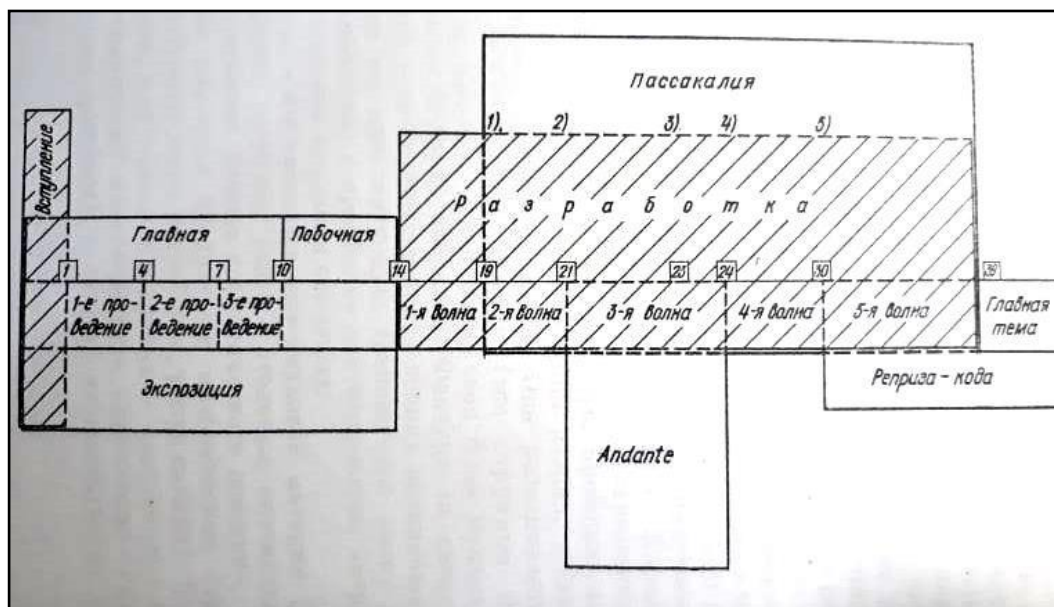 Пассакалия
1). 2) 3) 4) 5)
Вступление
Разработка
Главная Побочная
1 4 7 10 14 19 21 23 24 30 39
1-е про-
ведение
2-е про-
ведение
3-е про-
ведение
1-я волна 2-я волна 3-я волна 4-я волна 5-я волна
Главная
тема
Экспозиция
Реприза - кода
Andante